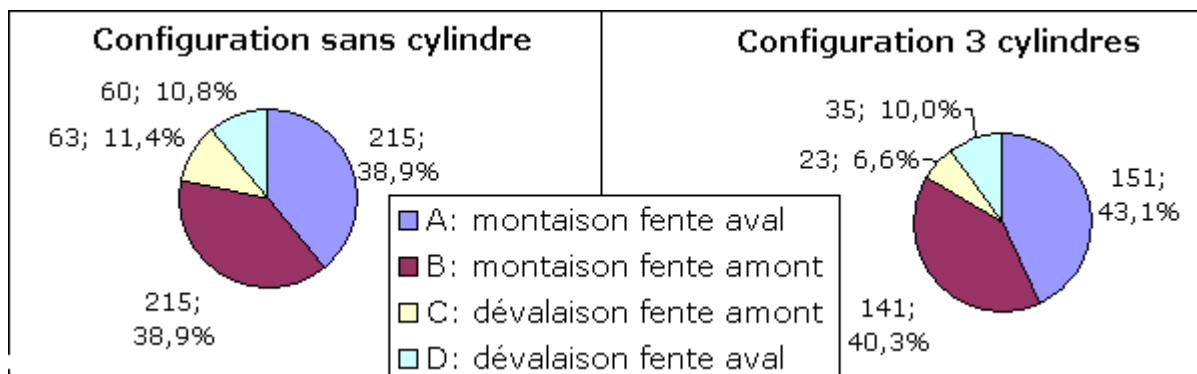 Configuration sans cylindre
60; 10,8%
63; 11,4%
215;
38,9%
215;
38,9%
Configuration 3 cylindres
35; 10,0%
23; 6,6%
151;
43,1%
141;
40,3%
A: montaison fente aval
B: montaison fente amont
C: dévalaison fente amont
D: dévalaison fente aval